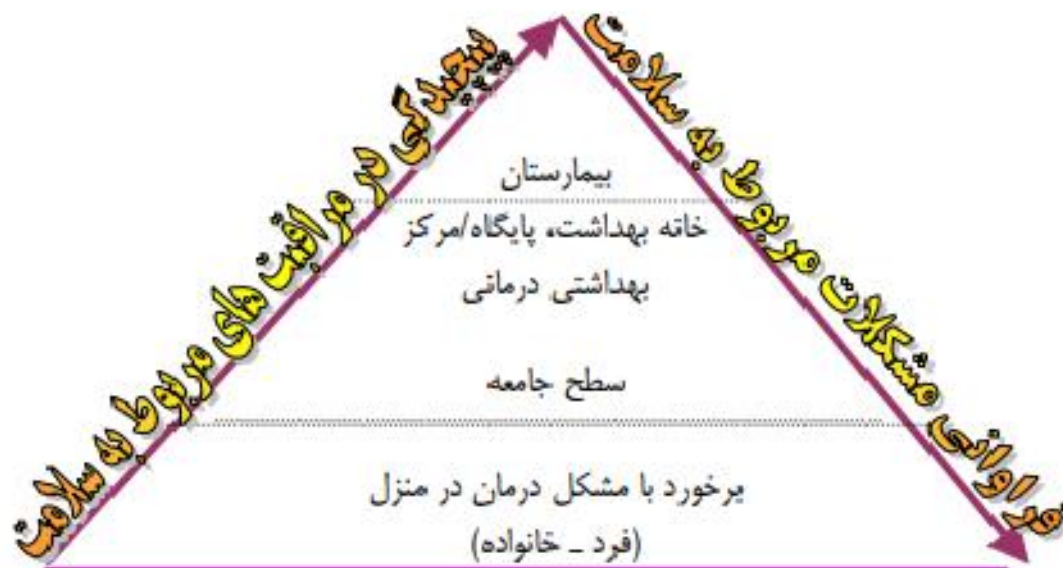 پیچیدگی در مراقبت های مربوط به سلامت
فراوانی مشکلات مربوط به سلامت
بیمارستان
خانه بهداشت، پایگاه/مرکز
بهداشتی درمانی
سطح جامعه
برخورد با مشکل درمان در منزل
(فرد - خانواده)